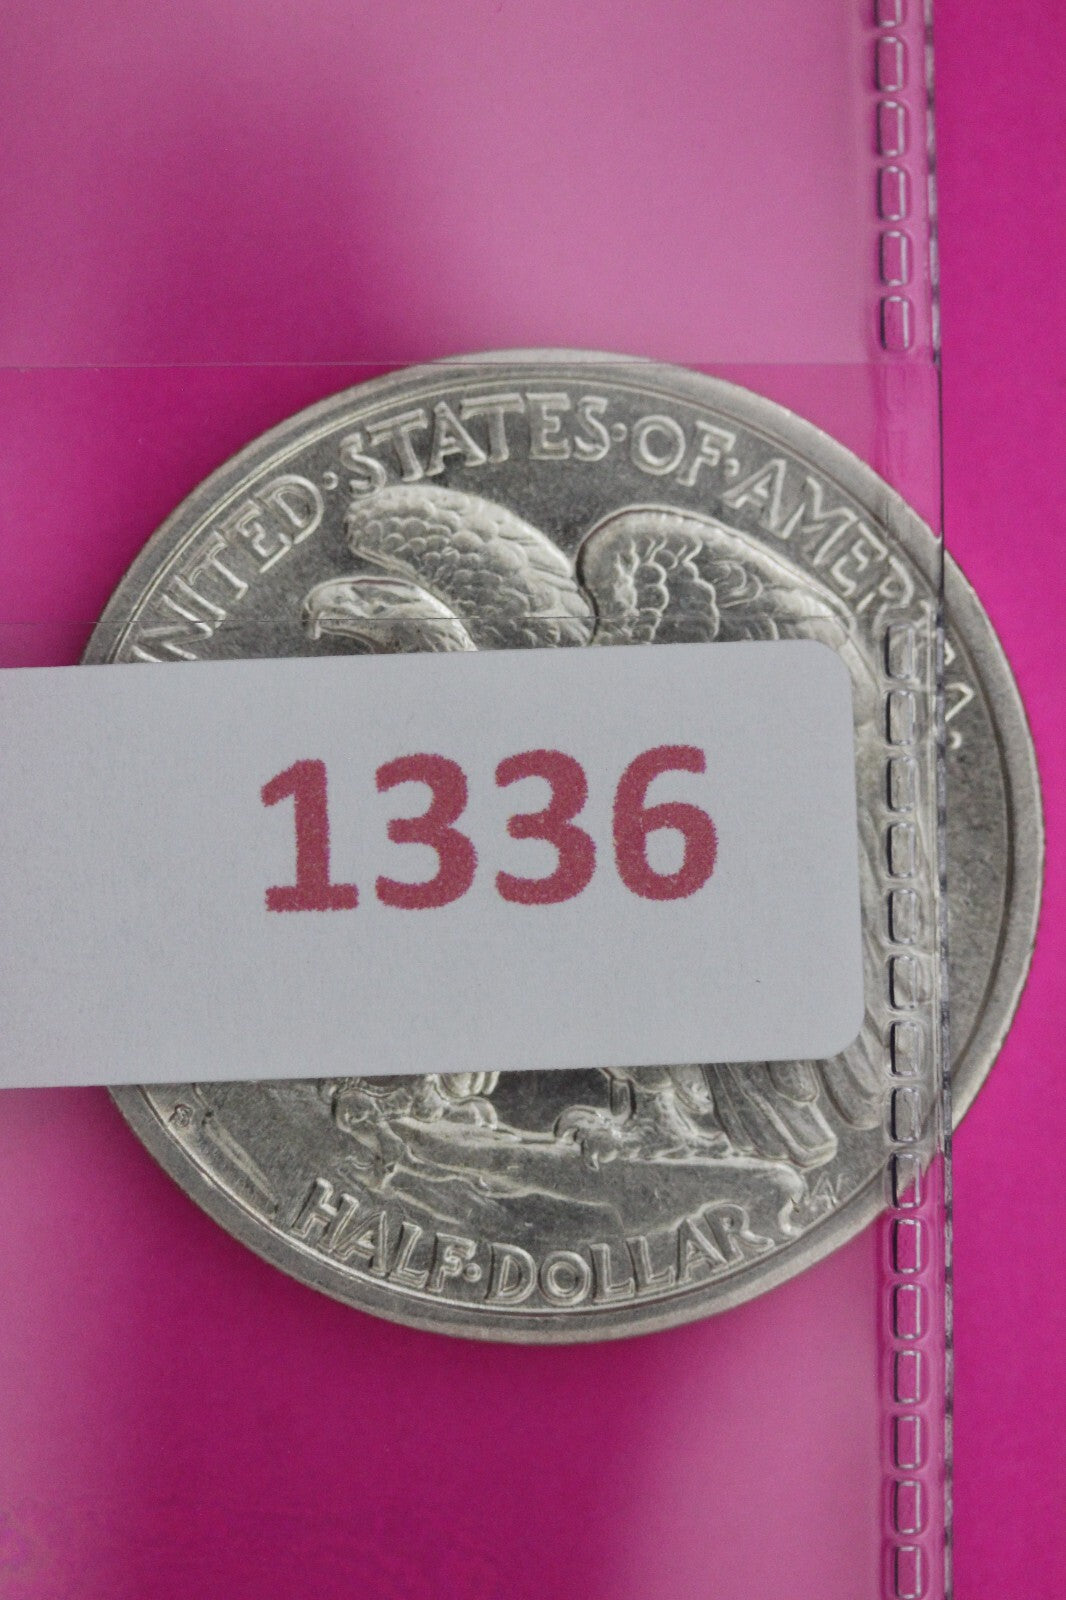 UNITED·STATES·OF·AMERICA.
1336
S
HALF·DOLLAR